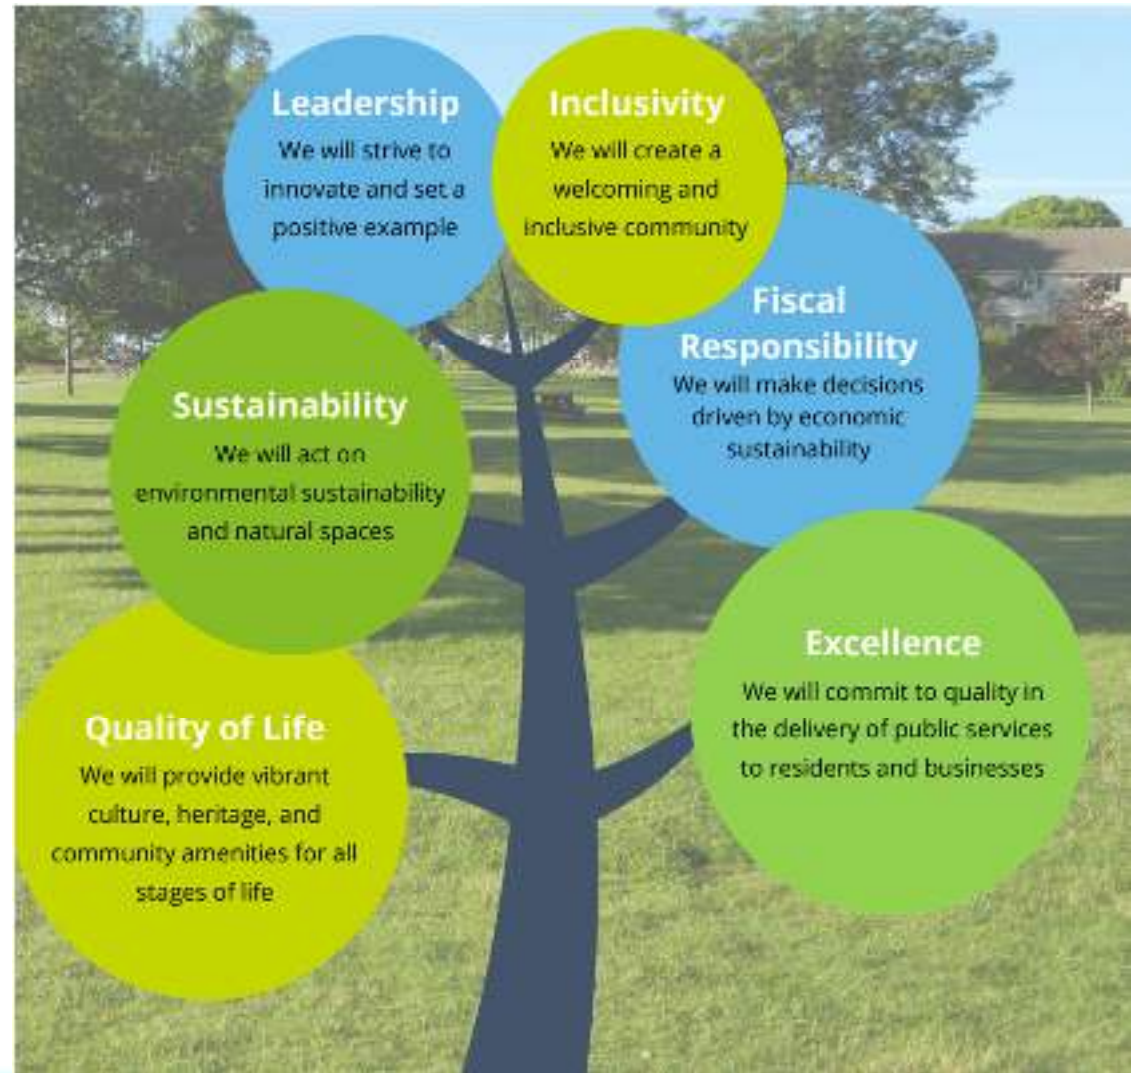 Leadership
We will strive to
innovate and set a
positive example
Inclusivity
We will create a
welcoming and
inclusive community
Fiscal
Responsibility
We will make decisions
driven by economic
sustainability
Sustainability
We will act on
environmental sustainability
and natural spaces
Excellence
We will commit to quality in
the delivery of public services
to residents and businesses
Quality of Life
We will provide vibrant
culture, heritage, and
community amenities for all
stages of life